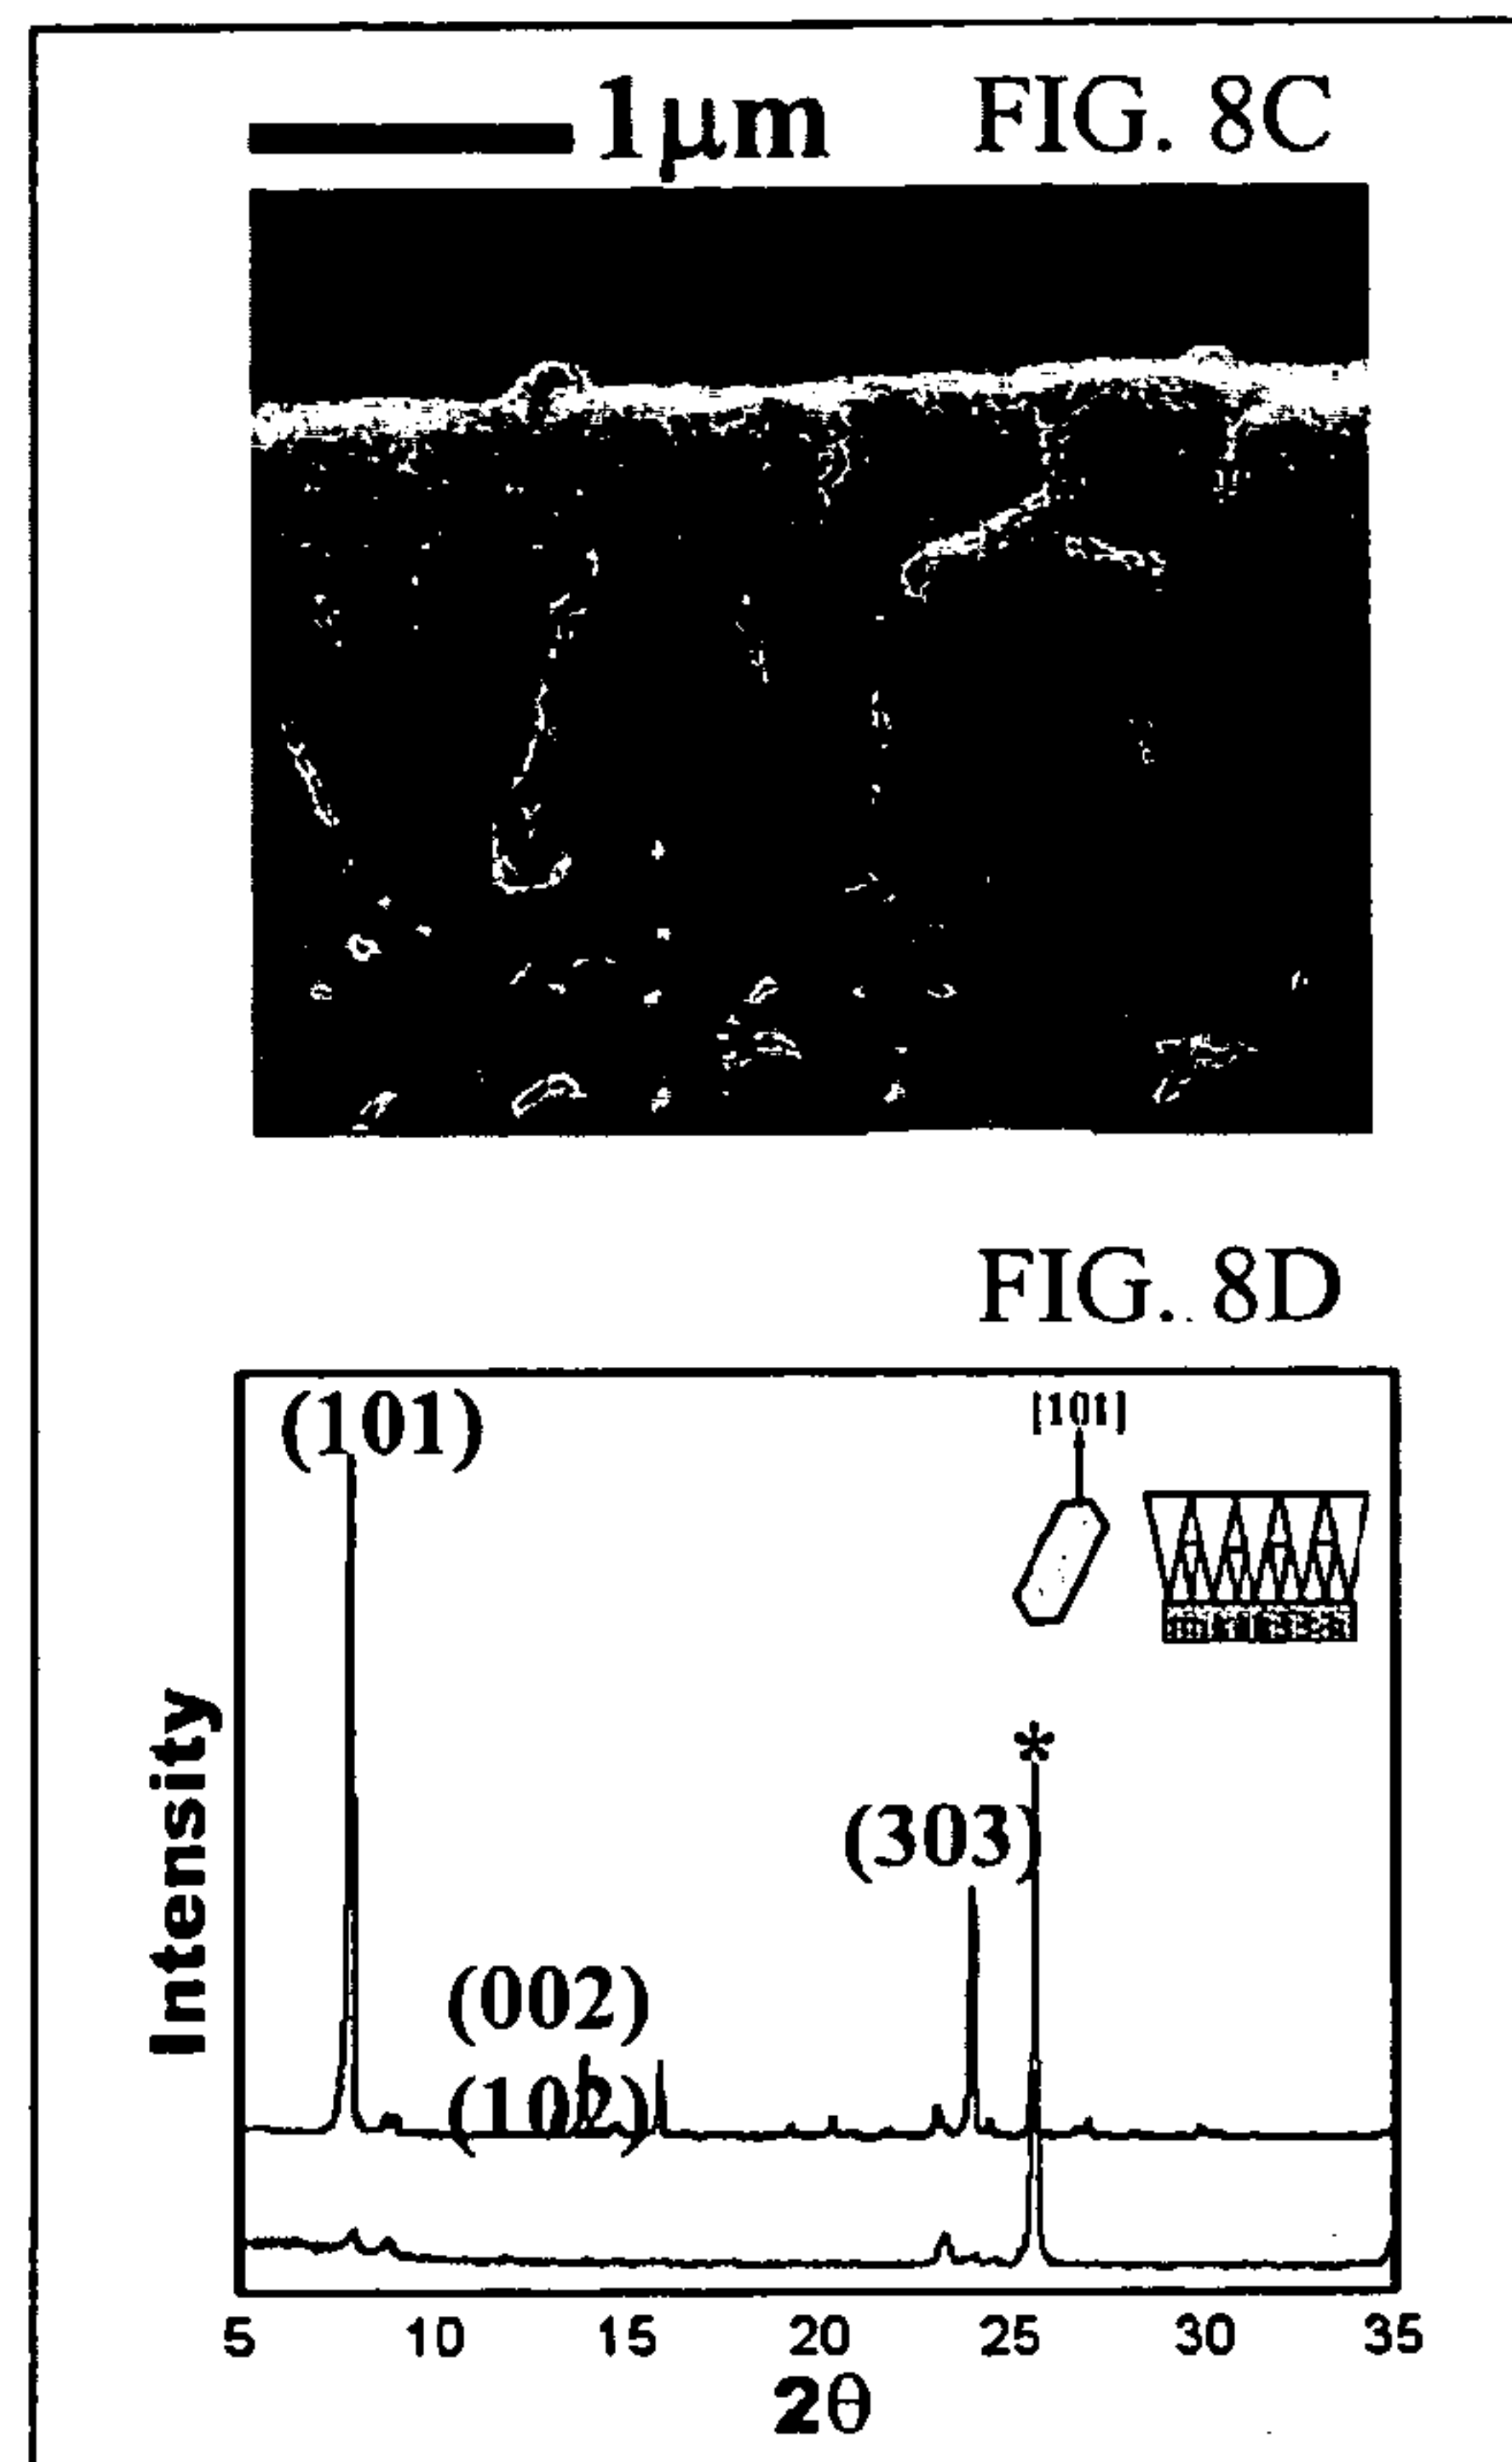 1μm FIG. 8C
FIG. 8D
(101)
[101]
*
(303)
(002)
(102)
Intensity
5 10 15 20 25 30 35
2θ